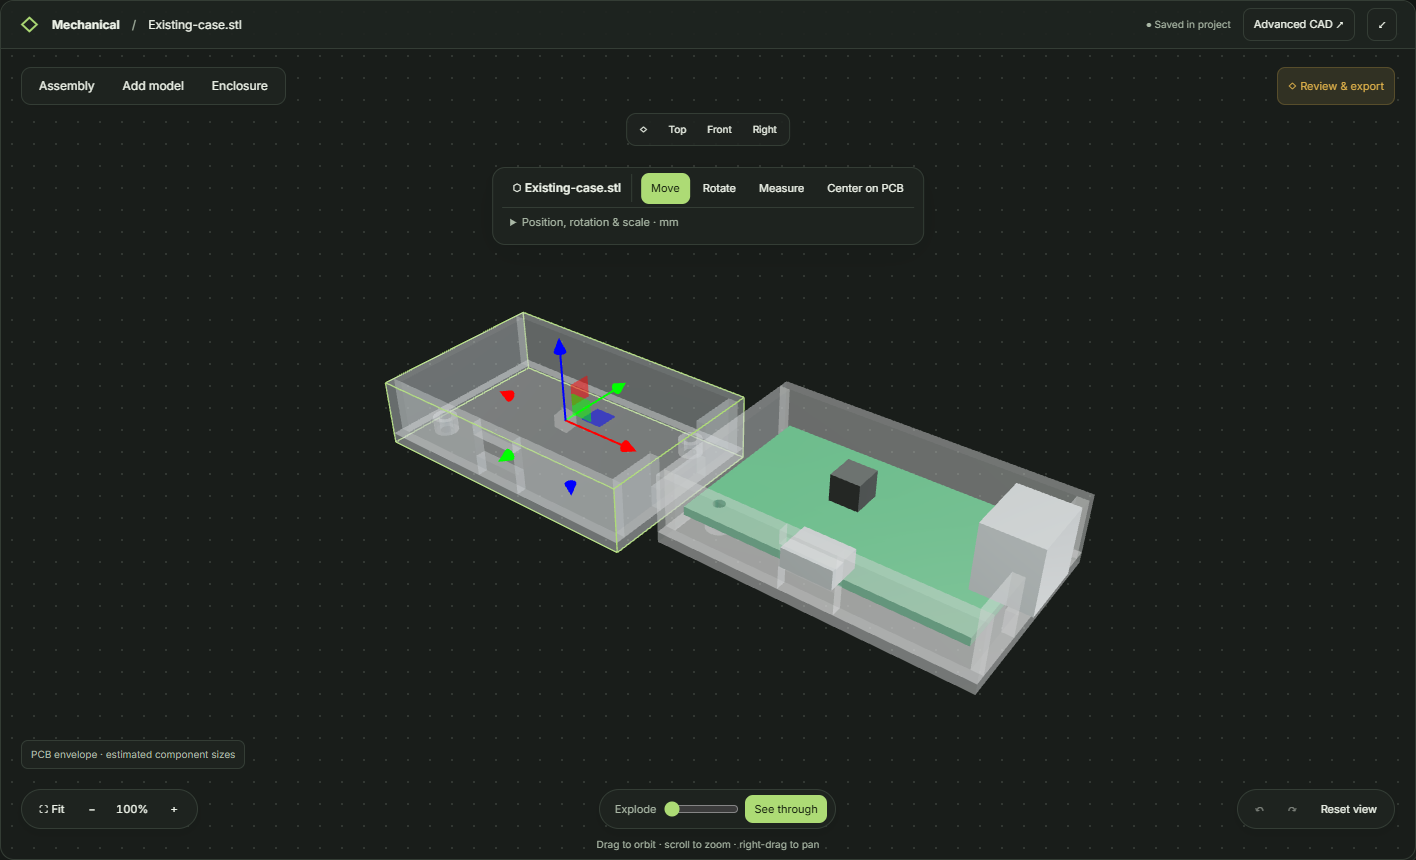 Mechanical / Existing-case.stl
Saved in project
Advanced CAD ↗
Assembly Add model Enclosure
Review & export
Top Front Right
Existing-case.stl Move Rotate Measure Center on PCB
Position, rotation & scale · mm
PCB envelope · estimated component sizes
Fit − 100% +
Explode See through
Reset view
Drag to orbit · scroll to zoom · right-drag to pan